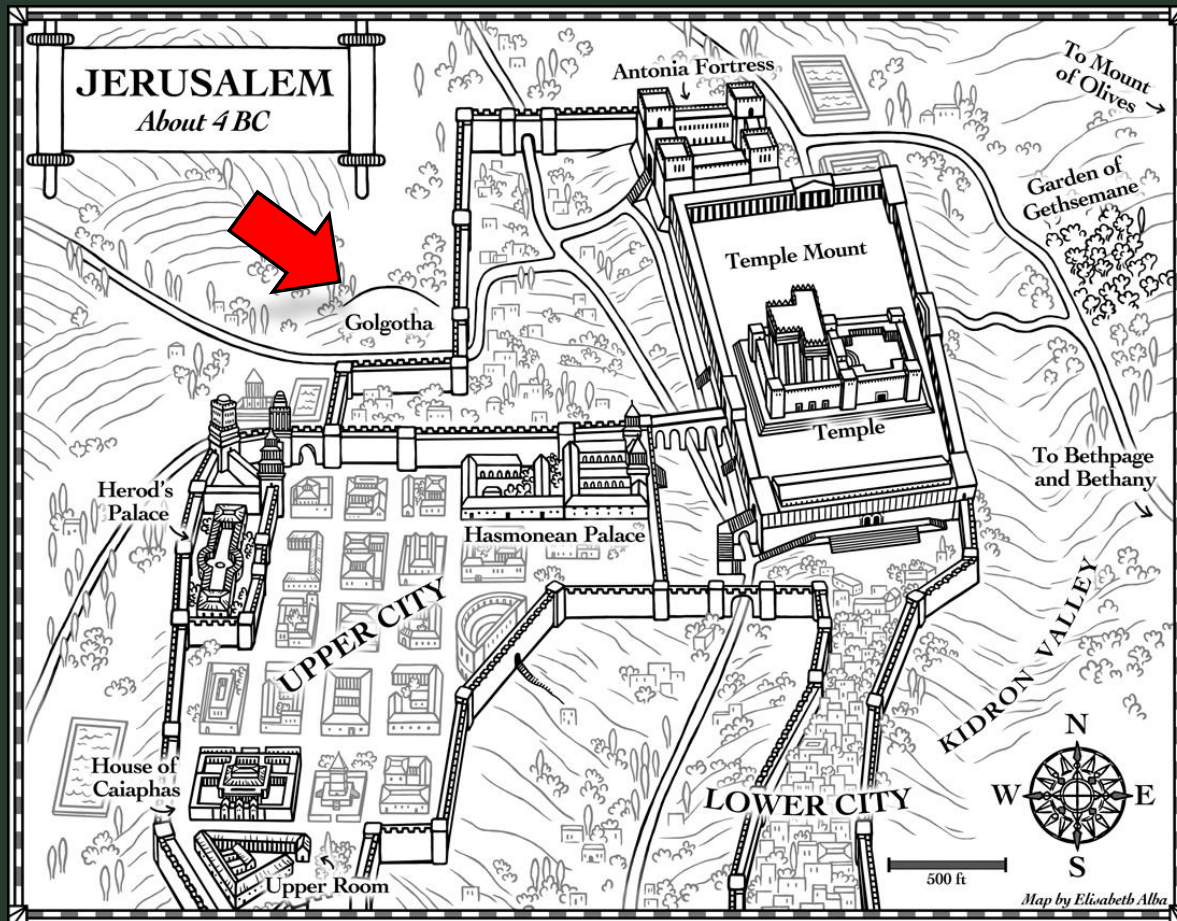 JERUSALEM
About 4 BC
Antonia Fortress
To Mount
of Olives
Garden of
Gethsemane
Temple Mount
Golgotha
Temple
To Bethpage
and Bethany
Herod's
Palace
Hasmonean Palace
UPPER CITY
KIDRON VALLEY
House of
Caiaphas
LOWER CITY
N
W
E
S
Upper Room
500 ft
Map by Elisabeth Alba